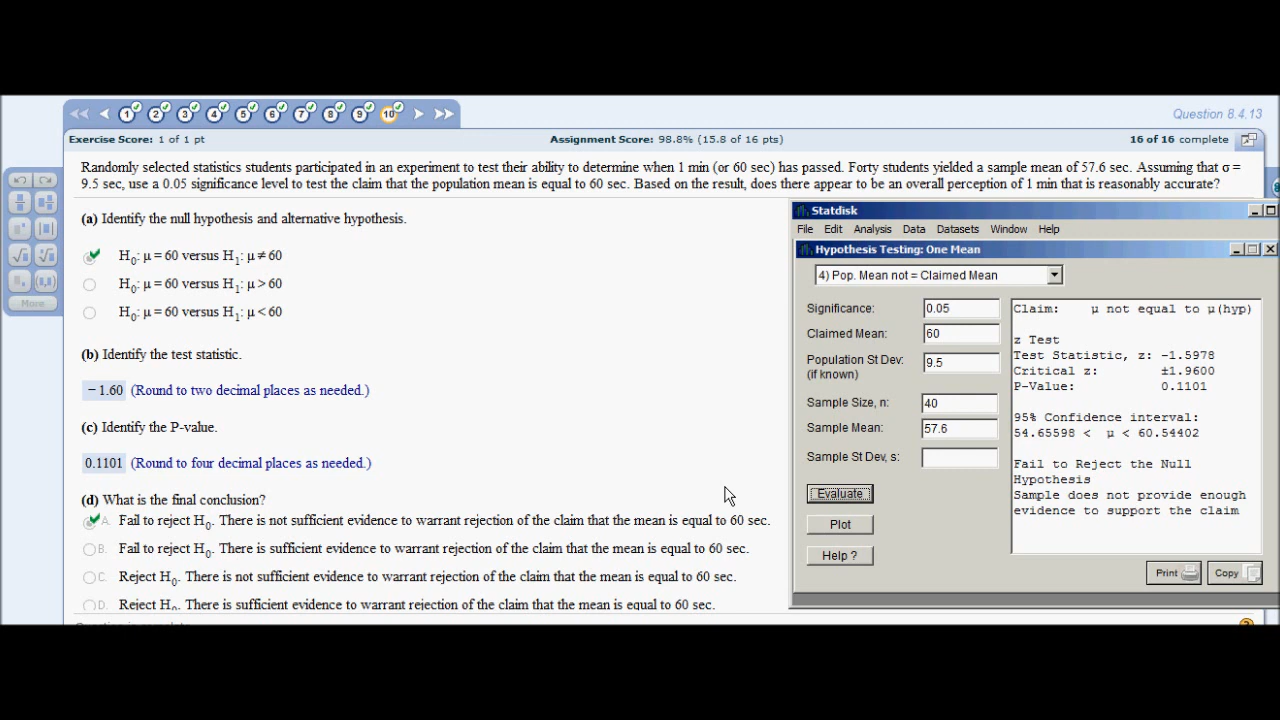 1 2 3 4 5 6 7 8 9 10
Question 8.4.13
Exercise Score: 1 of 1 pt
Assignment Score: 98.8% (15.8 of 16 pts)
16 of 16 complete
Randomly selected statistics students participated in an experiment to test their ability to determine when 1 min (or 60 sec) has passed. Forty students yielded a sample mean of 57.6 sec. Assuming that σ =
9.5 sec, use a 0.05 significance level to test the claim that the population mean is equal to 60 sec. Based on the result, does there appear to be an overall perception of 1 min that is reasonably accurate?
(a) Identify the null hypothesis and alternative hypothesis.
H0: μ = 60 versus H1: μ ≠ 60
H0: μ = 60 versus H1: μ > 60
H0: μ = 60 versus H1: μ < 60
(b) Identify the test statistic.
− 1.60 (Round to two decimal places as needed.)
(c) Identify the P-value.
0.1101 (Round to four decimal places as needed.)
(d) What is the final conclusion?
A. Fail to reject H0. There is not sufficient evidence to warrant rejection of the claim that the mean is equal to 60 sec.
B. Fail to reject H0. There is sufficient evidence to warrant rejection of the claim that the mean is equal to 60 sec.
C. Reject H0. There is not sufficient evidence to warrant rejection of the claim that the mean is equal to 60 sec.
D. Reject H0. There is sufficient evidence to warrant rejection of the claim that the mean is equal to 60 sec.
More
Statdisk
File Edit Analysis Data Datasets Window Help
Hypothesis Testing: One Mean
4) Pop. Mean not = Claimed Mean
Significance: 0.05
Claimed Mean: 60
Population St Dev: 9.5
(if known)
Sample Size, n: 40
Sample Mean: 57.6
Sample St Dev, s:
Evaluate
Plot
Help ?
Claim: μ not equal to μ(hyp)
z Test
Test Statistic, z: -1.5978
Critical z: ±1.9600
P-Value: 0.1101
95% Confidence interval:
54.65598 < μ < 60.54402
Fail to Reject the Null
Hypothesis
Sample does not provide enough
evidence to support the claim
Print Copy